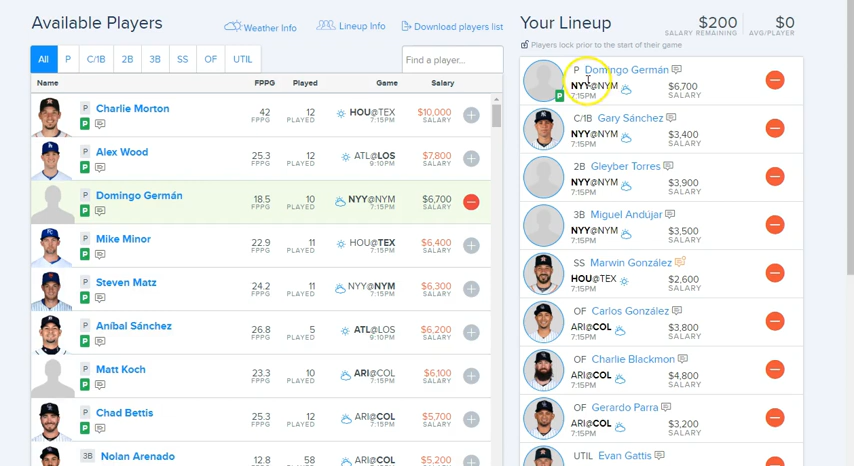 Available Players
Weather Info
Lineup Info
Download players list
All P C/1B 2B 3B SS OF UTIL
Find a player...
Name FPPG Played Game Salary
P Charlie Morton
P
42 FPPG
12 PLAYED
HOU@TEX 7:15PM
$10,000 SALARY
P Alex Wood
P
25.3 FPPG
12 PLAYED
ATL@LOS 9:10PM
$7,800 SALARY
P Domingo Germán
P
18.5 FPPG
10 PLAYED
NYY@NYM 7:15PM
$6,700 SALARY
P Mike Minor
P
22.9 FPPG
11 PLAYED
HOU@TEX 7:15PM
$6,400 SALARY
P Steven Matz
P
24.2 FPPG
11 PLAYED
NYY@NYM 7:15PM
$6,300 SALARY
P Aníbal Sánchez
P
26.8 FPPG
5 PLAYED
ATL@LOS 9:10PM
$6,200 SALARY
P Matt Koch
P
23.3 FPPG
10 PLAYED
ARI@COL 7:15PM
$6,100 SALARY
P Chad Bettis
P
25.3 FPPG
12 PLAYED
ARI@COL 7:15PM
$5,700 SALARY
3B Nolan Arenado
12.8 FPPG
58
ARI@COL
$5,200 SALARY
Your Lineup
$200 SALARY REMAINING
$0 AVG/PLAYER
Players lock prior to the start of their game
P Domingo Germán
P
NYY@NYM
7:15PM
$6,700 SALARY
C/1B Gary Sánchez
NYY@NYM
7:15PM
$3,400 SALARY
2B Gleyber Torres
NYY@NYM
7:15PM
$3,900 SALARY
3B Miguel Andújar
NYY@NYM
7:15PM
$3,500 SALARY
SS Marwin González
HOU@TEX
7:15PM
$2,600 SALARY
OF Carlos González
ARI@COL
7:15PM
$3,800 SALARY
OF Charlie Blackmon
ARI@COL
7:15PM
$4,800 SALARY
OF Gerardo Parra
ARI@COL
7:15PM
$3,200 SALARY
UTIL Evan Gattis